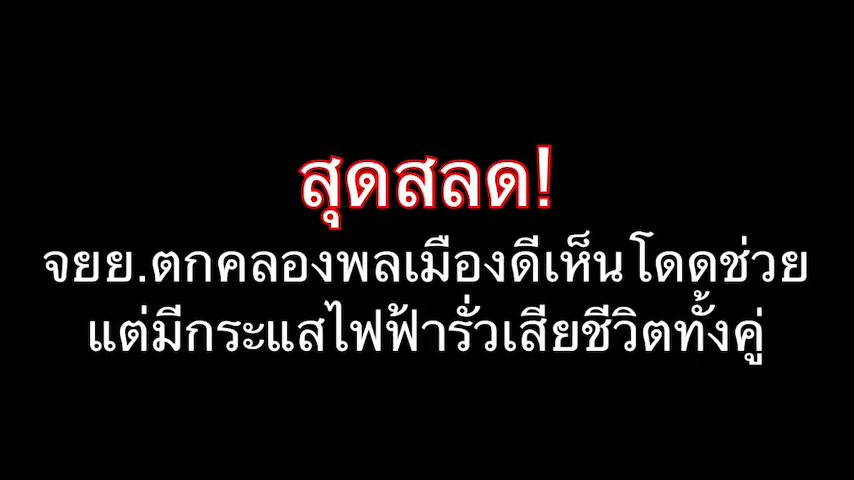 สุดสลด!
จยย.ตกคลองพลเมืองดีเห็น โดดช่วย
แต่มีกระแสไฟฟ้ารั่วเสียชีวิตทั้งคู่